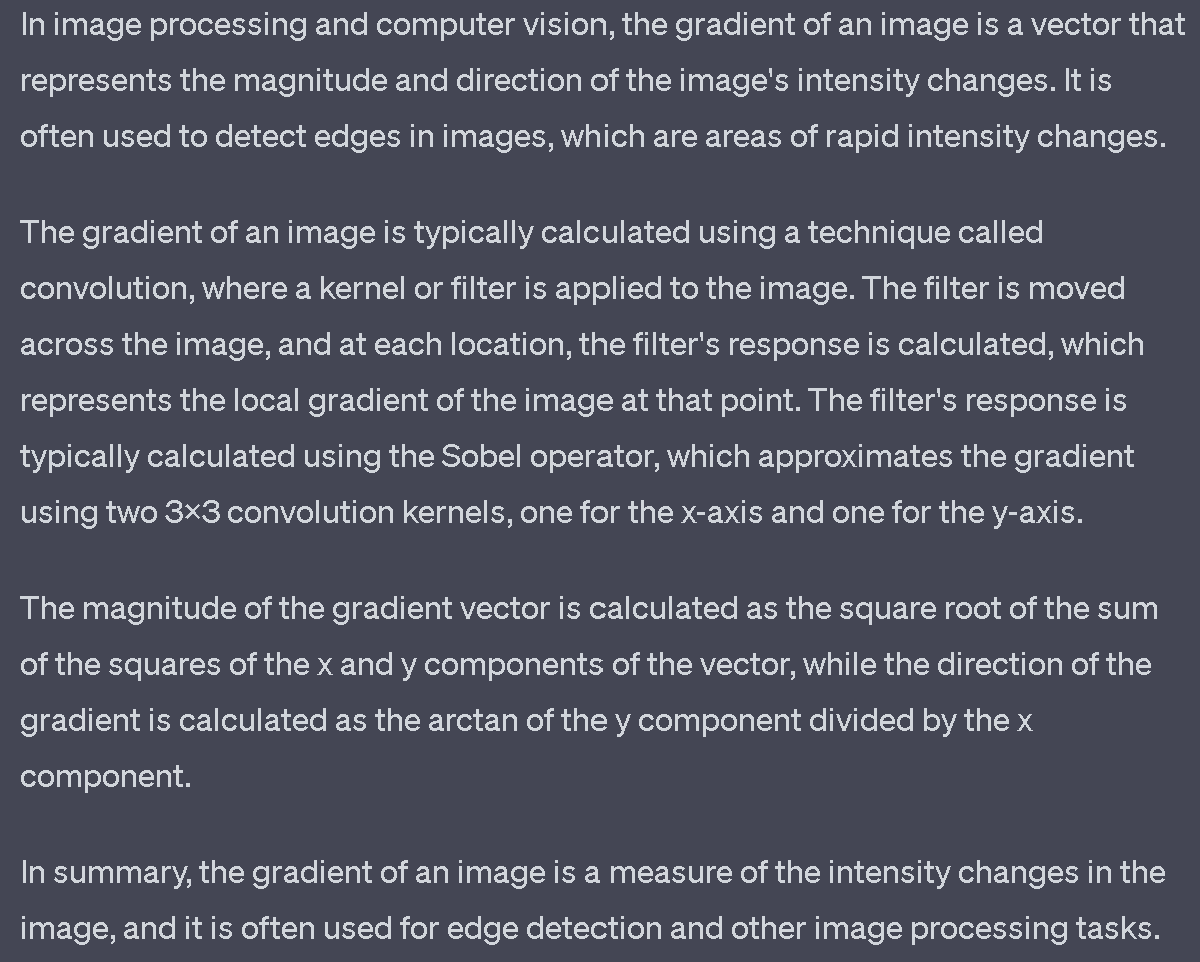 In image processing and computer vision, the gradient of an image is a vector that
represents the magnitude and direction of the image's intensity changes. It is
often used to detect edges in images, which are areas of rapid intensity changes.
The gradient of an image is typically calculated using a technique called
convolution, where a kernel or filter is applied to the image. The filter is moved
across the image, and at each location, the filter's response is calculated, which
represents the local gradient of the image at that point. The filter's response is
typically calculated using the Sobel operator, which approximates the gradient
using two 3×3 convolution kernels, one for the x-axis and one for the y-axis.
The magnitude of the gradient vector is calculated as the square root of the sum
of the squares of the x and y components of the vector, while the direction of the
gradient is calculated as the arctan of the y component divided by the x
component.
In summary, the gradient of an image is a measure of the intensity changes in the
image, and it is often used for edge detection and other image processing tasks.